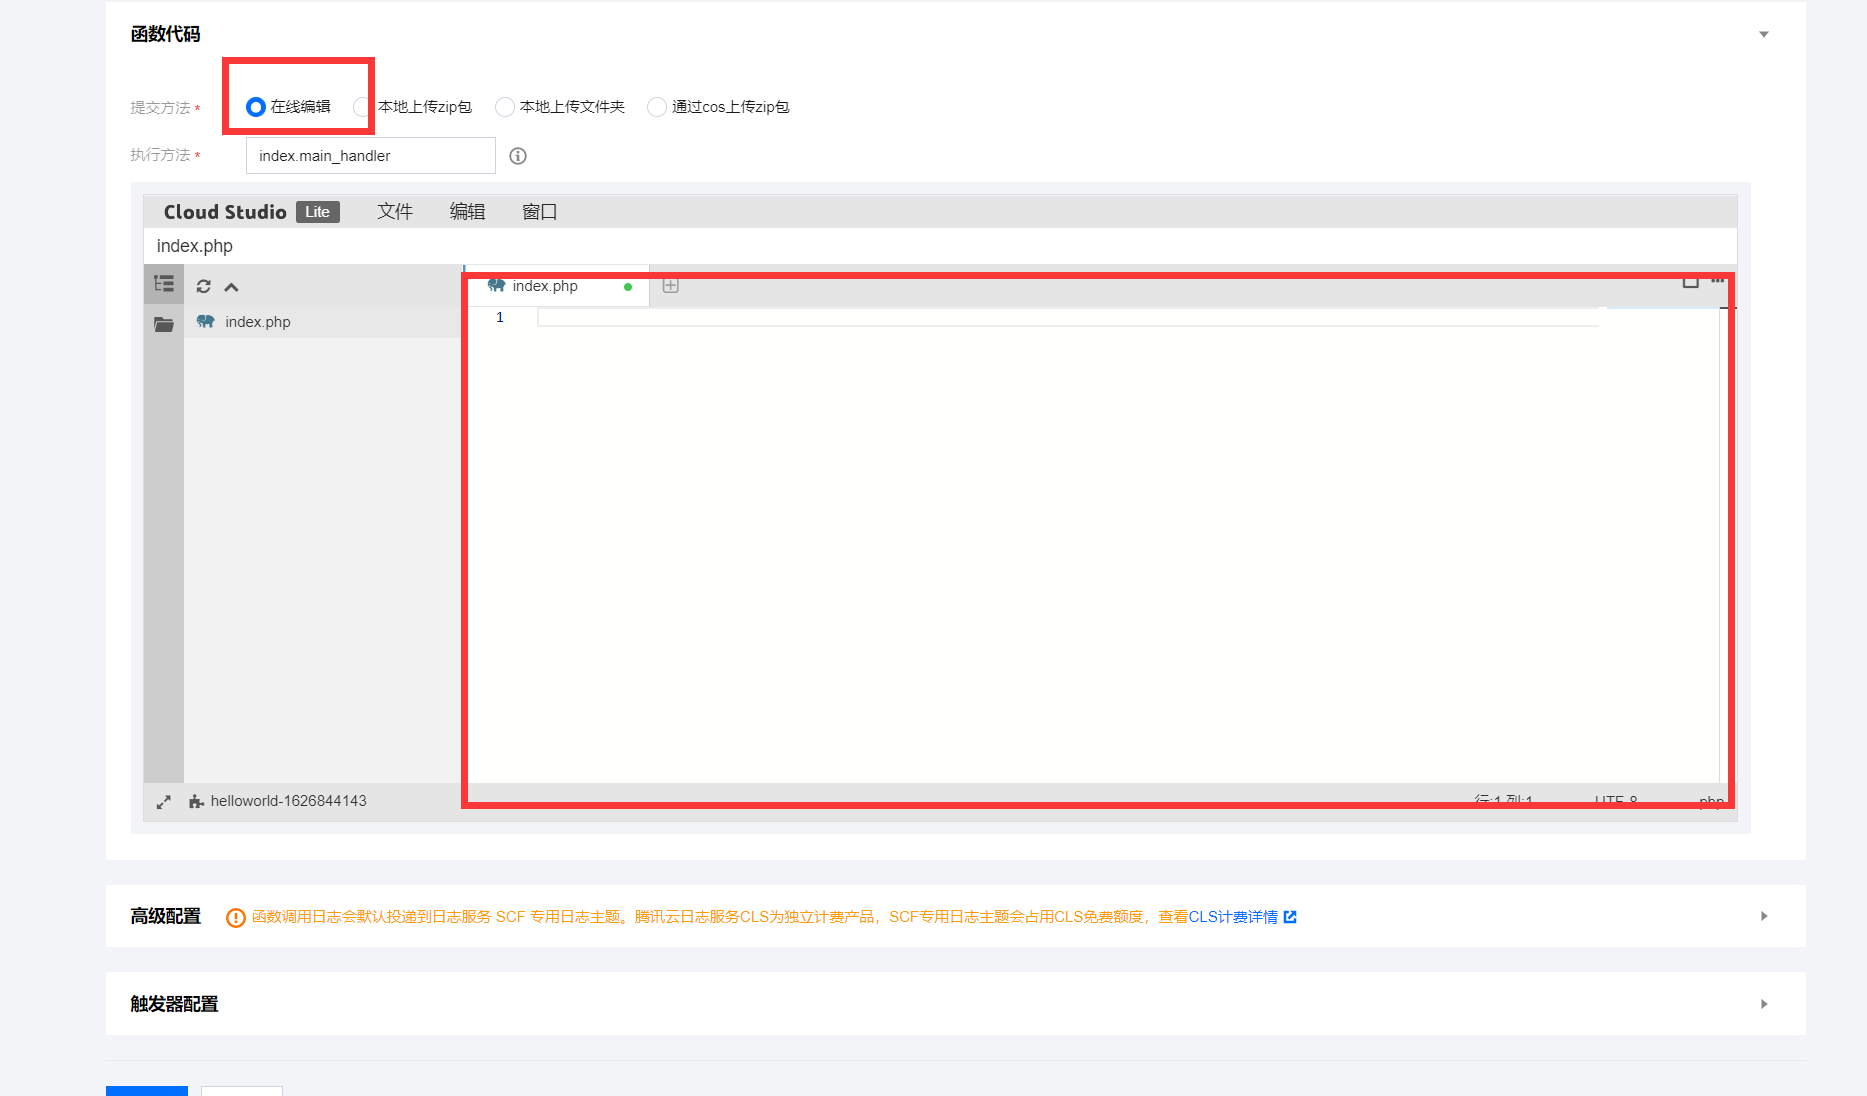 函数代码
提交方法 * 在线编辑 本地上传zip包 本地上传文件夹 通过cos上传zip包
执行方法 * index.main_handler
Cloud Studio Lite 文件 编辑 窗口
index.php
index.php
index.php
1
helloworld-1626844143 行:1 列:1 UTF-8 php
高级配置 函数调用日志会默认投递到日志服务 SCF 专用日志主题。腾讯云日志服务CLS为独立计费产品，SCF专用日志主题会占用CLS免费额度，查看CLS计费详情
触发器配置